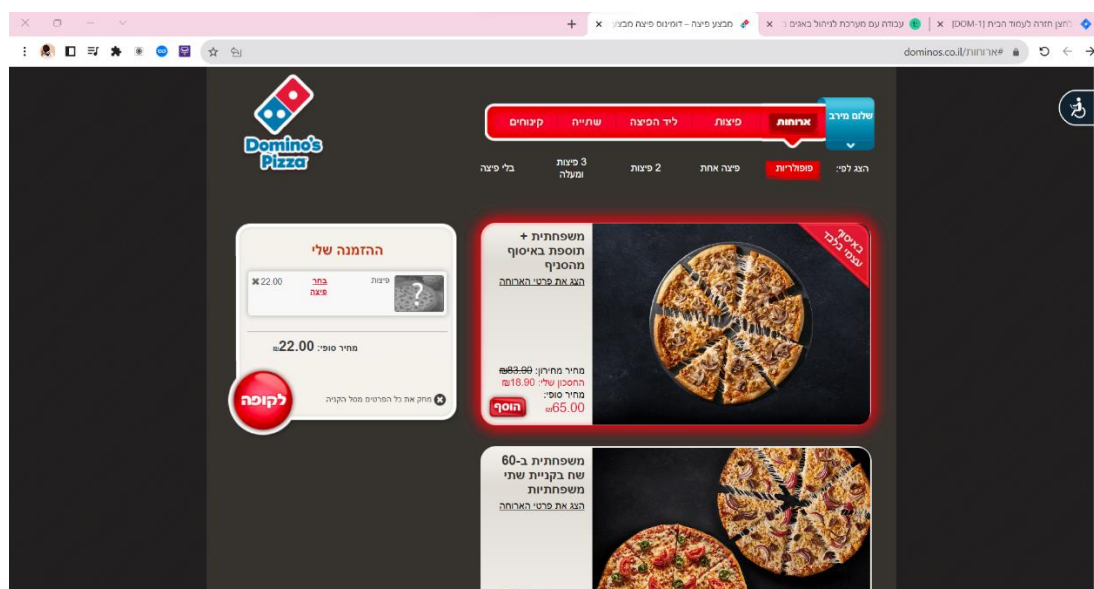 לחצן חזרה לעמוד הבית [DOM-1]
עבודה עם מערכת לניהול באגים ב
מבצע פיצה – דומינוס פיצה מבצע
dominos.co.il/ארוחות#
שלום מירב
ארוחות
פיצות
ליד הפיצה
שתייה
קינוחים
Domino's
Pizza
הצג לפי:
פופולריות
פיצה אחת
2 פיצות
3 פיצות
ומעלה
בלי פיצה
באיסוף
עצמי בלבד
משפחתית +
תוספת באיסוף
מהסניף
הצג את פרטי הארוחה
מחיר מחירון: ₪83.90
החסכון שלי: ₪18.90
מחיר סופי:
₪65.00
הוסף
ההזמנה שלי
?
פיצות
בחר
פיצה
22.00
מחיר סופי: ₪22.00
מחק את כל הפרטים מסל הקניה
לקופה
משפחתית ב-60
שח בקניית שתי
משפחתיות
הצג את פרטי הארוחה